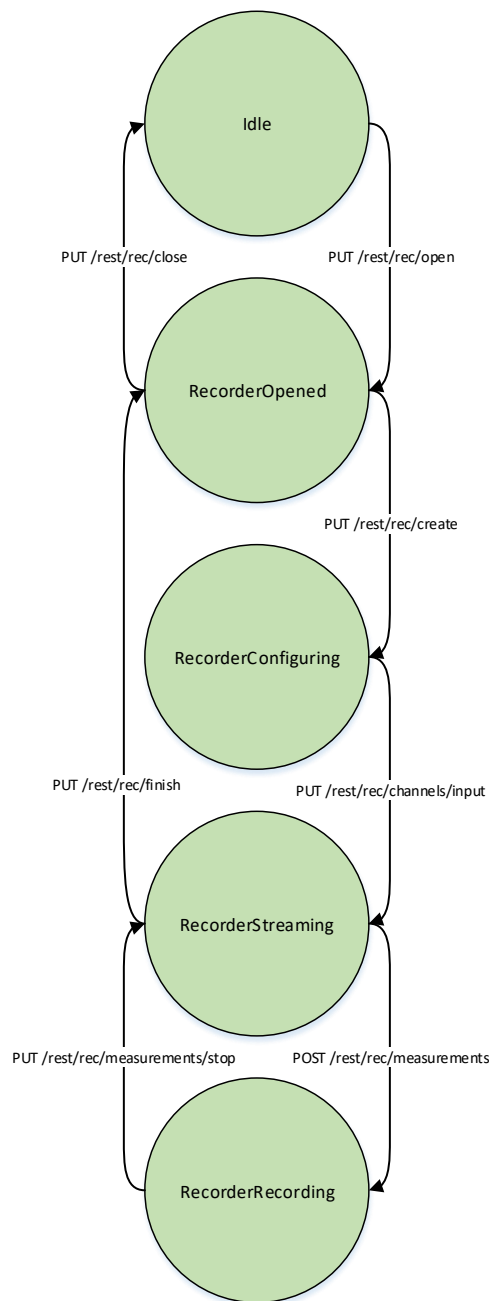 Idle
PUT /rest/rec/close
PUT /rest/rec/open
RecorderOpened
PUT /rest/rec/create
RecorderConfiguring
PUT /rest/rec/finish
PUT /rest/rec/channels/input
RecorderStreaming
PUT /rest/rec/measurements/stop
POST /rest/rec/measurements
RecorderRecording